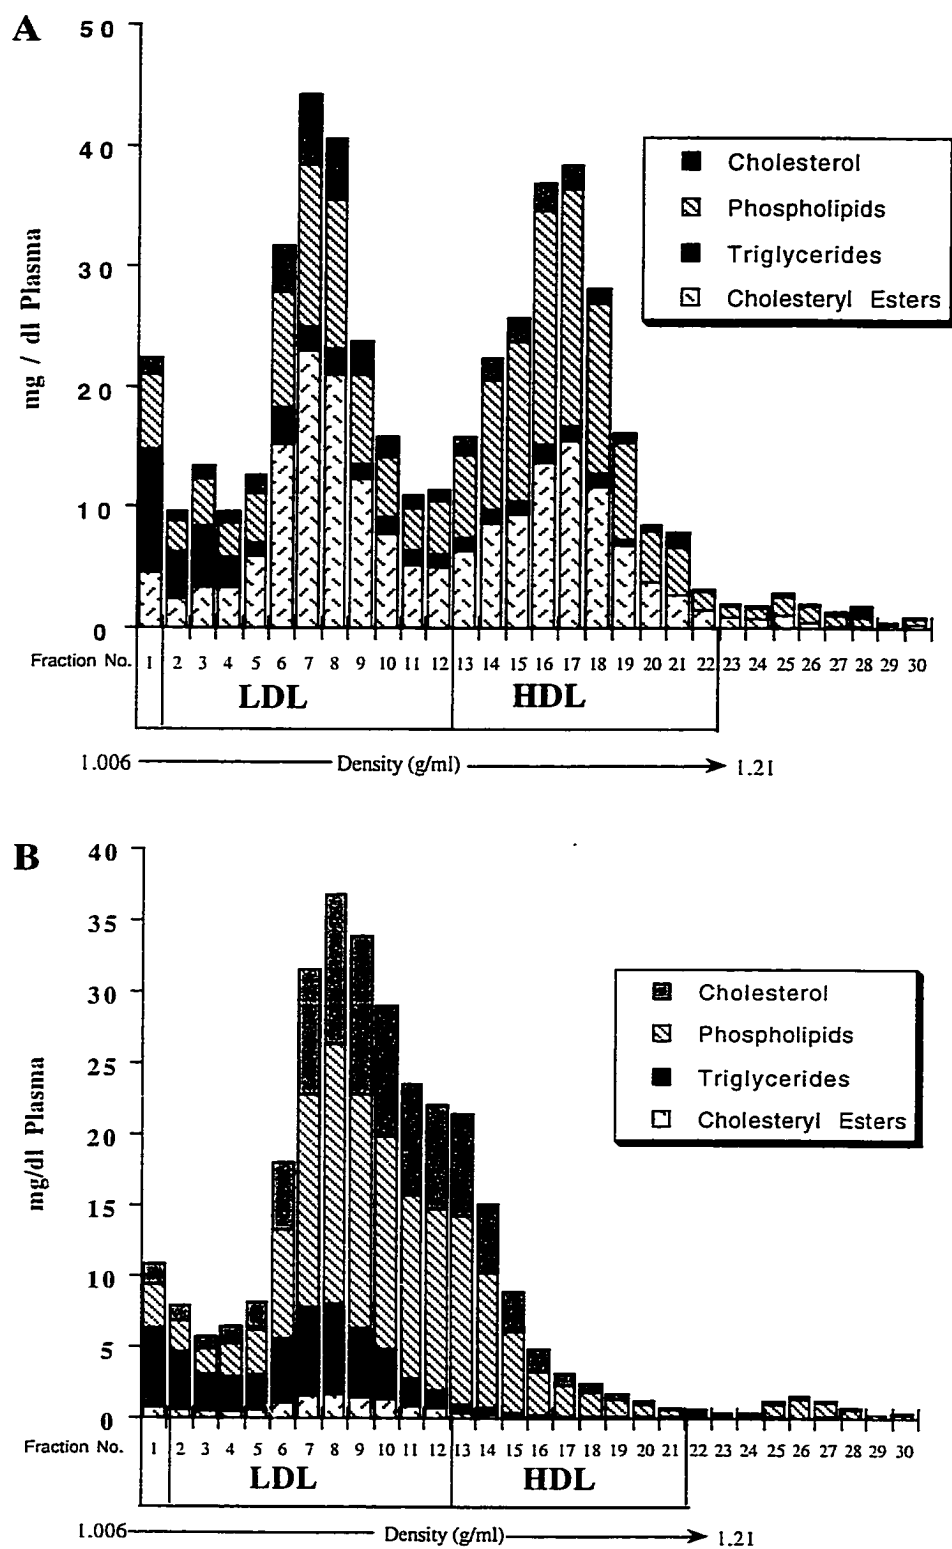 A
50
40
30
20
10
0
mg / dl Plasma
Cholesterol
Phospholipids
Triglycerides
Cholesteryl Esters
Fraction No. 1 2 3 4 5 6 7 8 9 10 11 12 13 14 15 16 17 18 19 20 21 22 23 24 25 26 27 28 29 30
LDL HDL
1.006 Density (g/ml) 1.21
B
40
35
30
25
20
15
10
5
0
mg/dl Plasma
Cholesterol
Phospholipids
Triglycerides
Cholesteryl Esters
Fraction No. 1 2 3 4 5 6 7 8 9 10 11 12 13 14 15 16 17 18 19 20 21 22 23 24 25 26 27 28 29 30
LDL HDL
1.006 Density (g/ml) 1.21